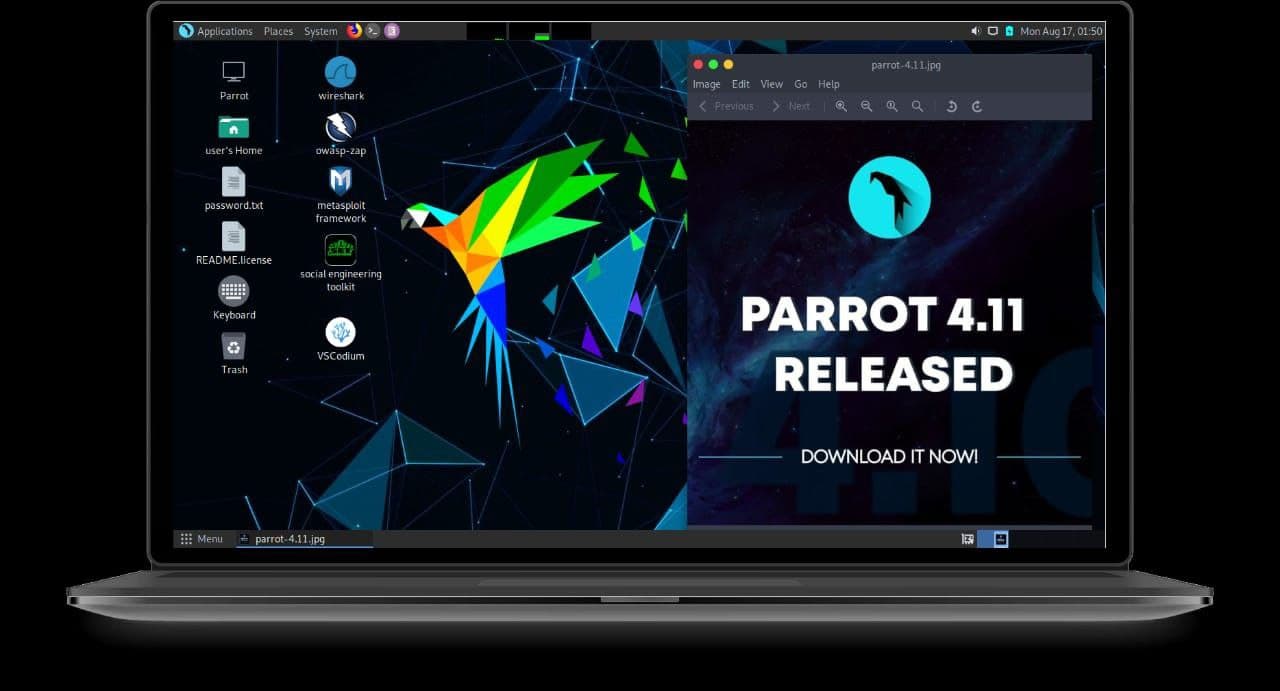 Applications Places System
Mon Aug 17, 01:50
Parrot
wireshark
user's Home
owasp-zap
password.txt
metasploit
framework
README.license
social engineering
toolkit
Keyboard
VSCodium
Trash
parrot-4.11.jpg
Image Edit View Go Help
Previous Next
PARROT 4.11
RELEASED
4.10
DOWNLOAD IT NOW!
Menu
parrot-4.11.jpg